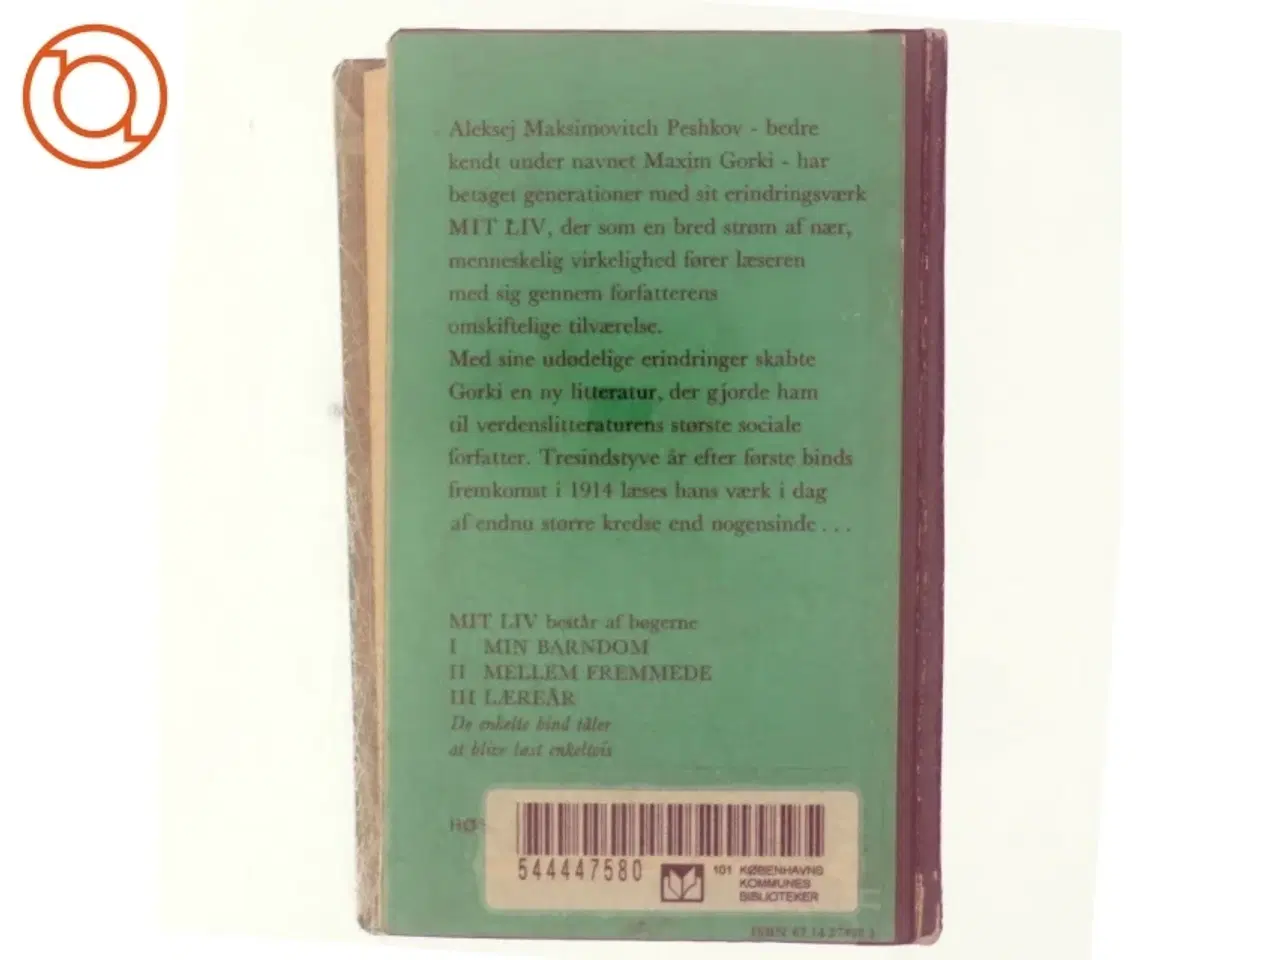 Aleksej Maksimovitch Peshkov - bedre
kendt under navnet Maxim Gorki - har
betaget generationer med sit erindringsværk
MIT LIV, der som en bred strøm af nær,
menneskelig virkelighed fører læseren
med sig gennem forfatterens
omskiftelige tilværelse.
Med sine udødelige erindringer skabte
Gorki en ny litteratur, der gjorde ham
til verdenslitteraturens største sociale
forfatter. Tresindstyve år efter første binds
fremkomst i 1914 læses hans værk i dag
af endnu større kredse end nogensinde . . .
MIT LIV består af bøgerne
I MIN BARNDOM
II MELLEM FREMMEDE
III LÆREÅR
De enkelte bind tåler
at blive læst enkeltvis
HØ
544447580
101 KØBENHAVNS
KOMMUNES
BIBLIOTEKER
ISBN 87 14